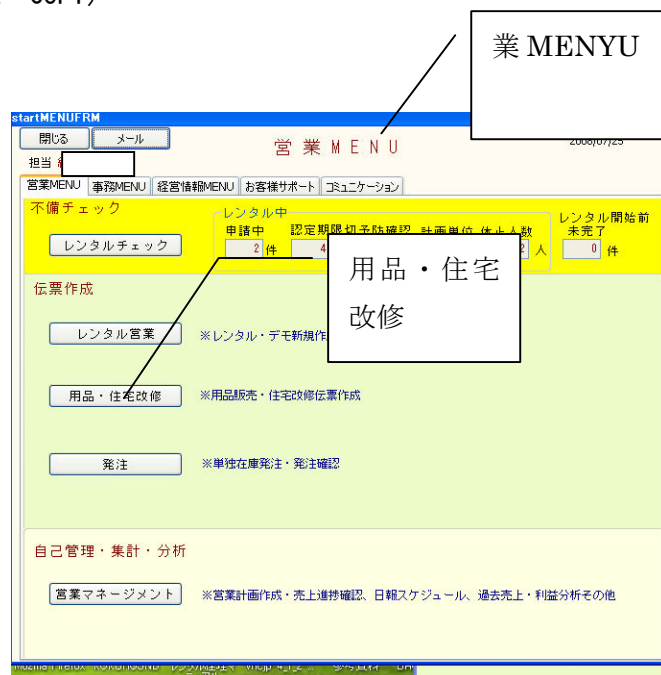 業 MENYU
startMENUFRM
閉じる メール
営 業 M E N U
2008/07/25
担当
営業MENU 事務MENU 経営情報MENU お客様サポート コミュニケーション
不備チェック
レンタル中
申請中 認定期限切 予防確認 計画単位 休止人数
レンタル開始前
未完了
レンタルチェック
2 件 4
2 人
0 件
用品・住宅
改修
伝票作成
レンタル営業 ※レンタル・デモ新規作
用品・住宅改修 ※用品販売・住宅改修伝票作成
発注 ※単独在庫発注・発注確認
自己管理・集計・分析
営業マネージメント ※営業計画作成・売上進捗確認、日報スケジュール、過去売上・利益分析その他